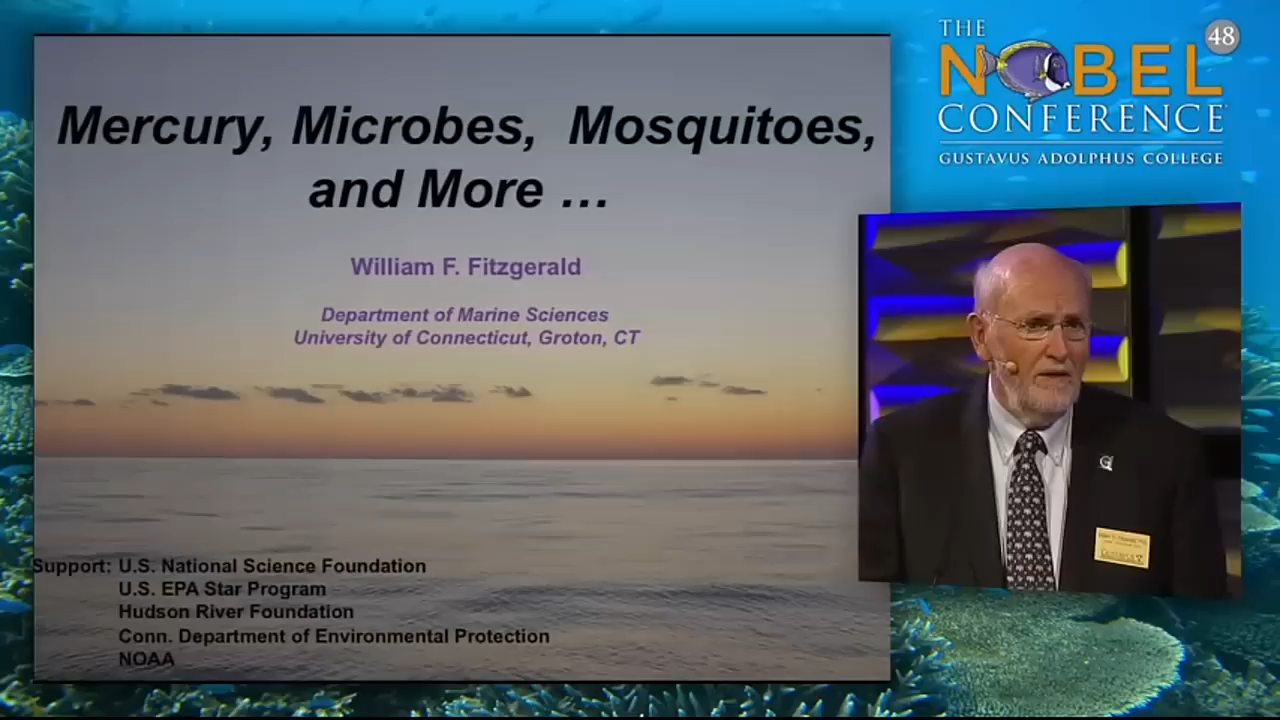 Mercury, Microbes, Mosquitoes,
and More …
William F. Fitzgerald
Department of Marine Sciences
University of Connecticut, Groton, CT
Support: U.S. National Science Foundation
U.S. EPA Star Program
Hudson River Foundation
Conn. Department of Environmental Protection
NOAA
THE
48
NOBEL
CONFERENCE
GUSTAVUS ADOLPHUS COLLEGE
G